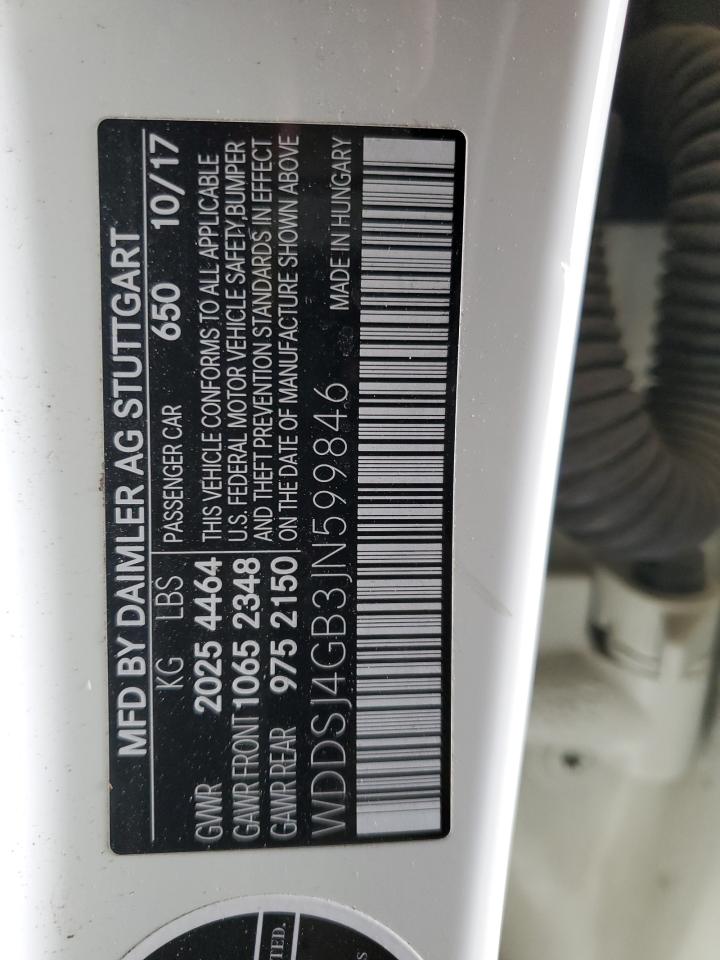 MFD BY DAIMLER AG STUTTGART
KG LBS PASSENGER CAR 650 10/17
GVWR 2025 4464 THIS VEHICLE CONFORMS TO ALL APPLICABLE
GAWR FRONT 1065 2348 U.S. FEDERAL MOTOR VEHICLE SAFETY,BUMPER
GAWR REAR 975 2150 AND THEFT PREVENTION STANDARDS IN EFFECT
ON THE DATE OF MANUFACTURE SHOWN ABOVE
WDDSJ4GB3JN599846 MADE IN HUNGARY